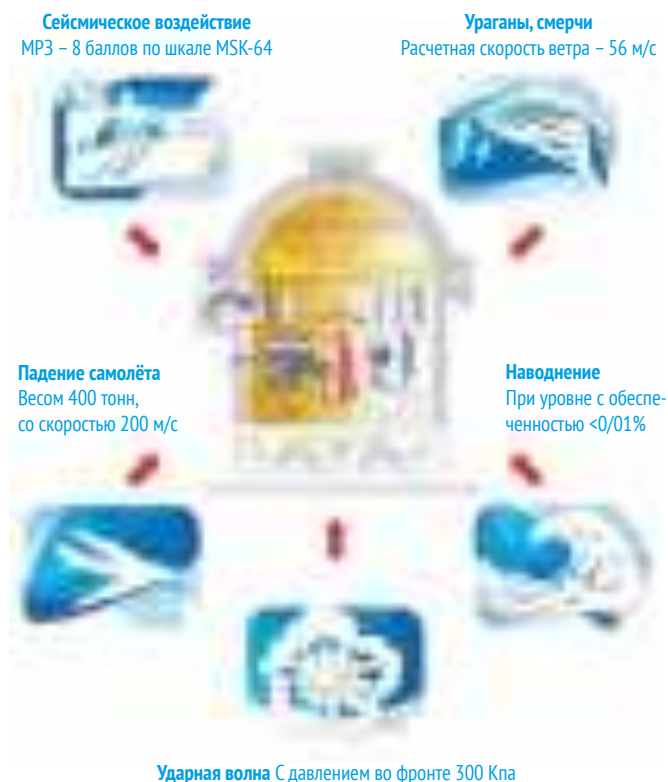 Сейсмическое воздействие
МРЗ – 8 баллов по шкале MSK-64
Ураганы, смерчи
Расчетная скорость ветра – 56 м/с
Падение самолёта
Весом 400 тонн,
со скоростью 200 м/с
Наводнение
При уровне с обеспе-
ченностью <0/01%
Ударная волна С давлением во фронте 300 Кпа